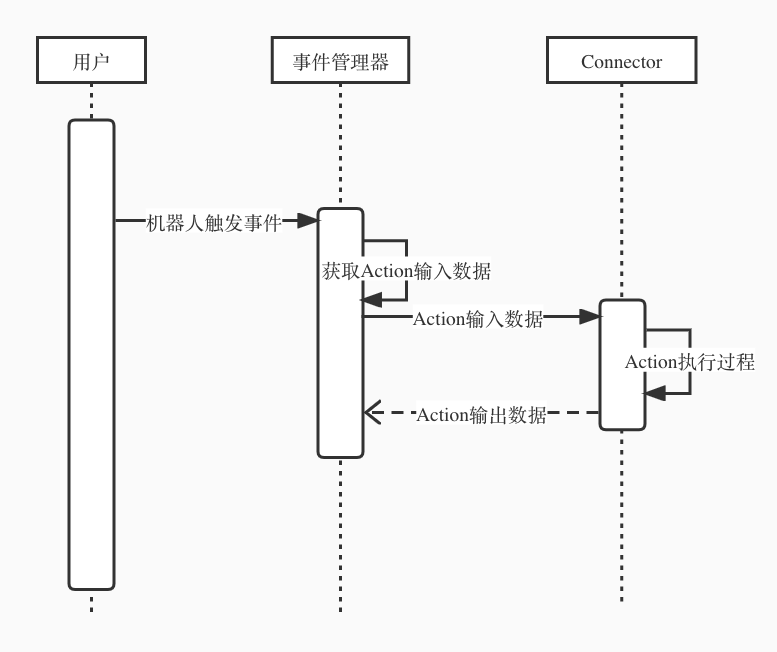 用户
事件管理器
Connector
机器人触发事件
获取Action输入数据
Action输入数据
Action执行过程
Action输出数据